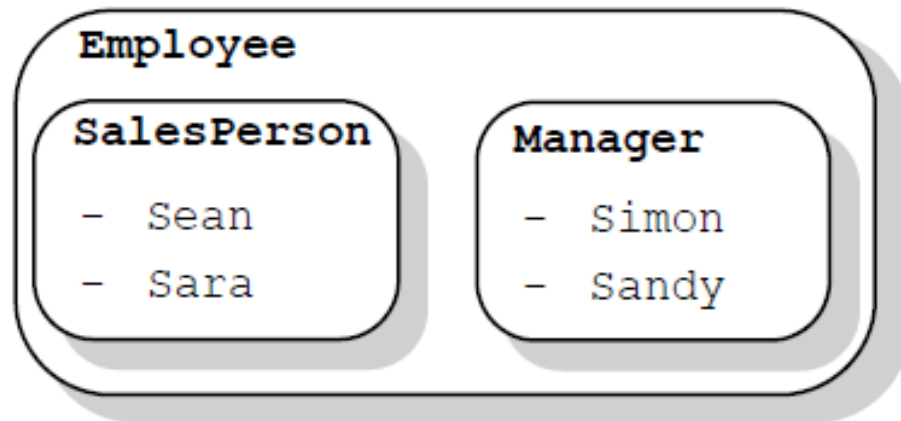 Employee
SalesPerson
- Sean
- Sara
Manager
- Simon
- Sandy